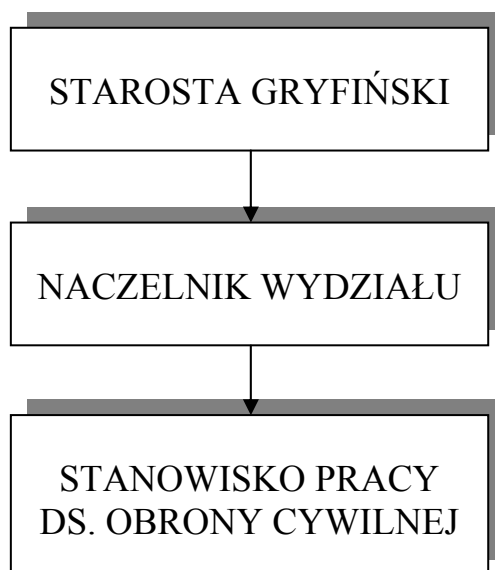 STAROSTA GRYFIŃSKI
NACZELNIK WYDZIAŁU
STANOWISKO PRACY
DS. OBRONY CYWILNEJ